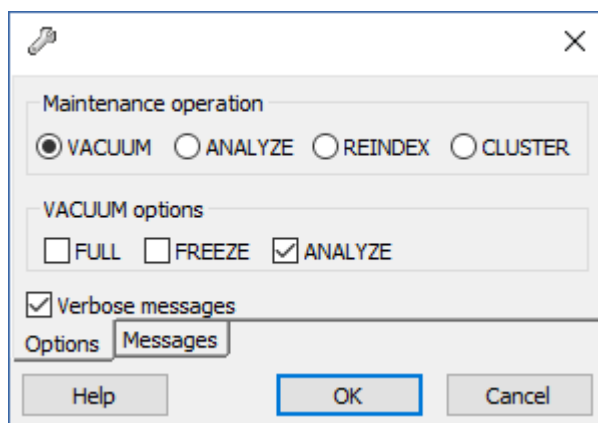 Maintenance operation
VACUUM ANALYZE REINDEX CLUSTER
VACUUM options
FULL FREEZE ANALYZE
Verbose messages
Options Messages
Help OK Cancel